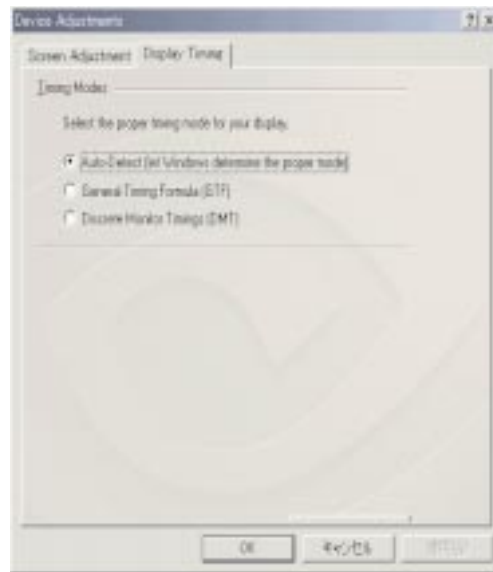 Device Adjustments
Screen Adjustment
Display Timing
Timing Modes
Select the proper timing mode for your display.
Auto-Detect (let Windows determine the proper mode)
General Timing Formula (GTF)
Discrete Monitor Timings (DMT)
OK
キャンセル